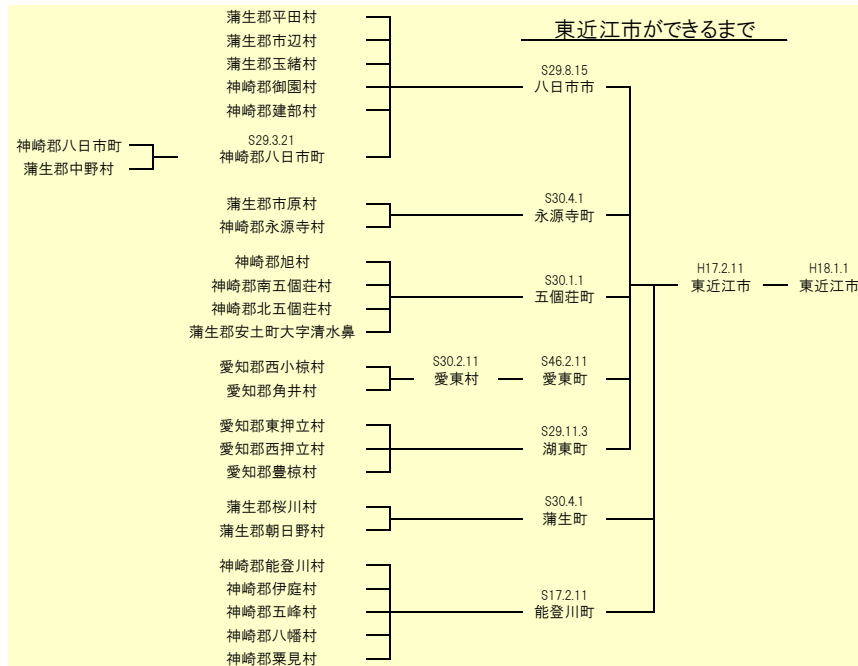 東近江市ができるまで
蒲生郡平田村
蒲生郡市辺村
蒲生郡玉緒村
神崎郡御園村
神崎郡建部村
神崎郡八日市町
蒲生郡中野村
S29.3.21
神崎郡八日市町
S29.8.15
八日市市
蒲生郡市原村
神崎郡永源寺村
S30.4.1
永源寺町
神崎郡旭村
神崎郡南五個荘村
神崎郡北五個荘村
蒲生郡安土町大字清水鼻
S30.1.1
五個荘町
愛知郡西小椋村
愛知郡角井村
S30.2.11
愛東村
S46.2.11
愛東町
愛知郡東押立村
愛知郡西押立村
愛知郡豊椋村
S29.11.3
湖東町
蒲生郡桜川村
蒲生郡朝日野村
S30.4.1
蒲生町
神崎郡能登川村
神崎郡伊庭村
神崎郡五峰村
神崎郡八幡村
神崎郡栗見村
S17.2.11
能登川町
H17.2.11
東近江市
H18.1.1
東近江市